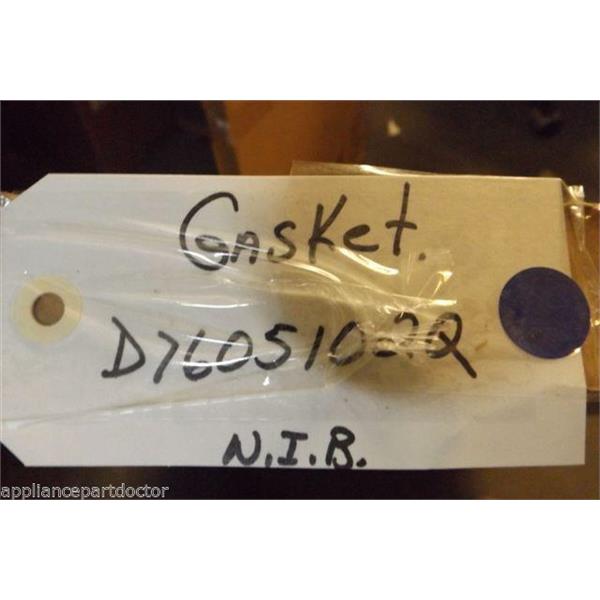 Gasket.
D7605102Q
N.I.B.
appliancepartdoctor